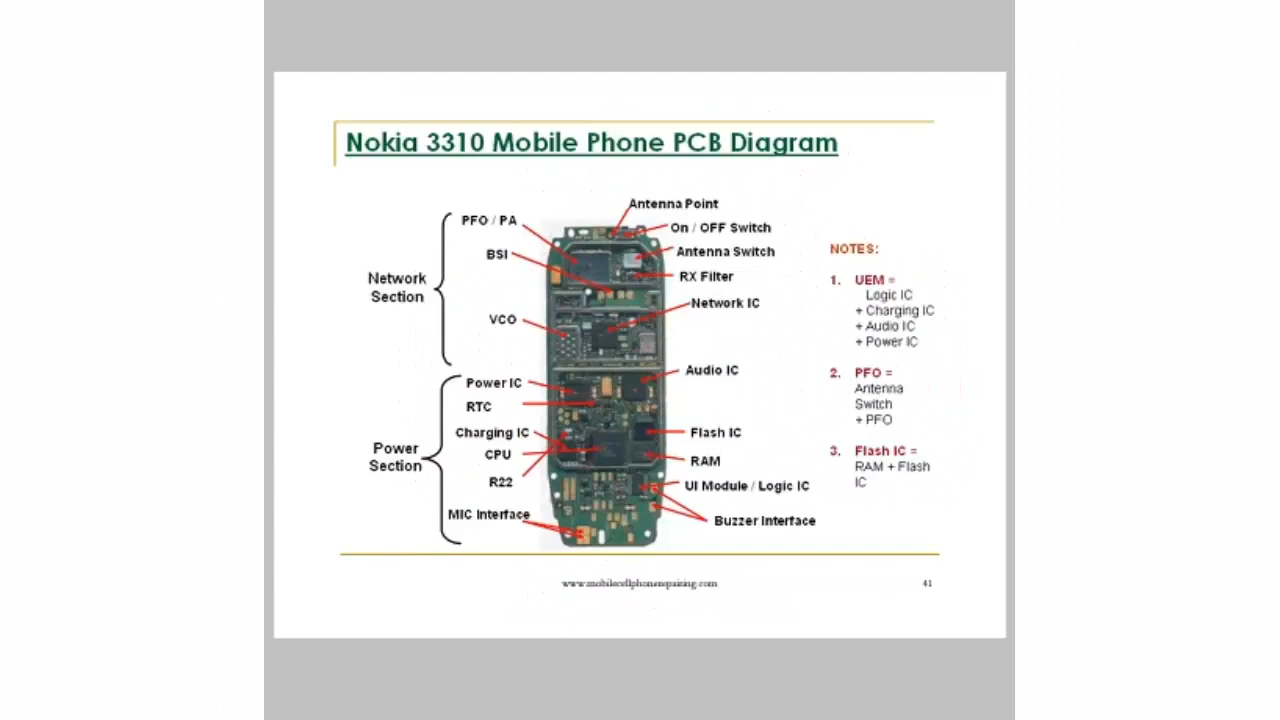 Nokia 3310 Mobile Phone PCB Diagram
Antenna Point
PFO / PA
On / OFF Switch
BSI
Antenna Switch
RX Filter
Network
Section
Network IC
VCO
Audio IC
Power IC
RTC
Charging IC
Flash IC
CPU
Power
Section
RAM
R22
UI Module / Logic IC
MIC Interface
Buzzer Interface
NOTES:
1. UEM =
Logic IC
+ Charging IC
+ Audio IC
+ Power IC
2. PFO =
Antenna
Switch
+ PFO
3. Flash IC =
RAM + Flash
IC
www.mobilecellphonerepairing.com
41